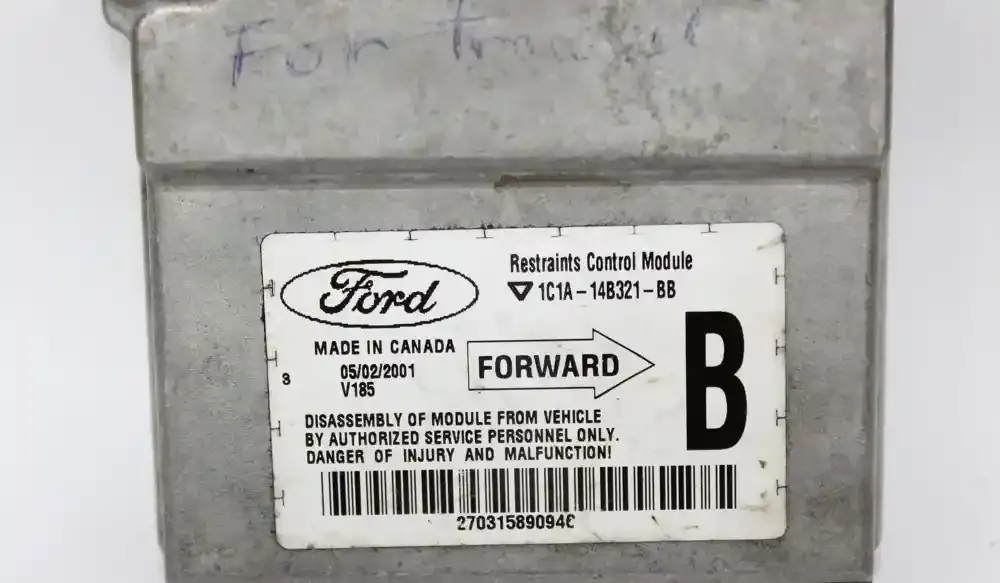 For Transit
Ford
Restraints Control Module
1C1A-14B321-BB
MADE IN CANADA
05/02/2001
V185
3
FORWARD
B
DISASSEMBLY OF MODULE FROM VEHICLE
BY AUTHORIZED SERVICE PERSONNEL ONLY.
DANGER OF INJURY AND MALFUNCTION!